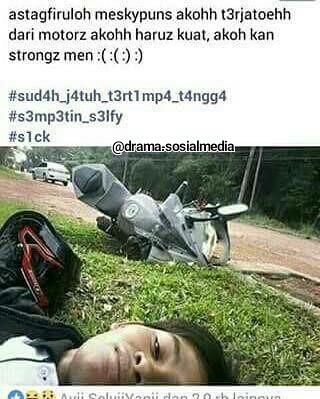 astagfiruloh meskypuns akohh t3rjatoehh
dari motorz akohh haruz kuat, akoh kan
strongz men :( :( :) :)
#sud4h_j4tuh_t3rt1mp4_t4ngg4
#s3mp3tin_s3lfy
#s1ck
@drama.sosialmedia